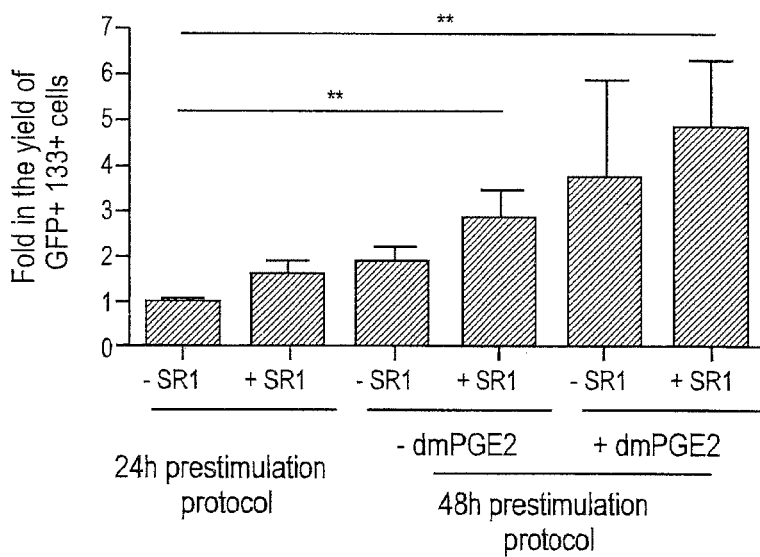 7
6
5
4
3
2
1
0
Fold in the yield of
GFP+ 133+ cells
**
**
- SR1
+ SR1
- SR1
+ SR1
- SR1
+ SR1
- dmPGE2
+ dmPGE2
24h prestimulation
protocol
48h prestimulation
protocol